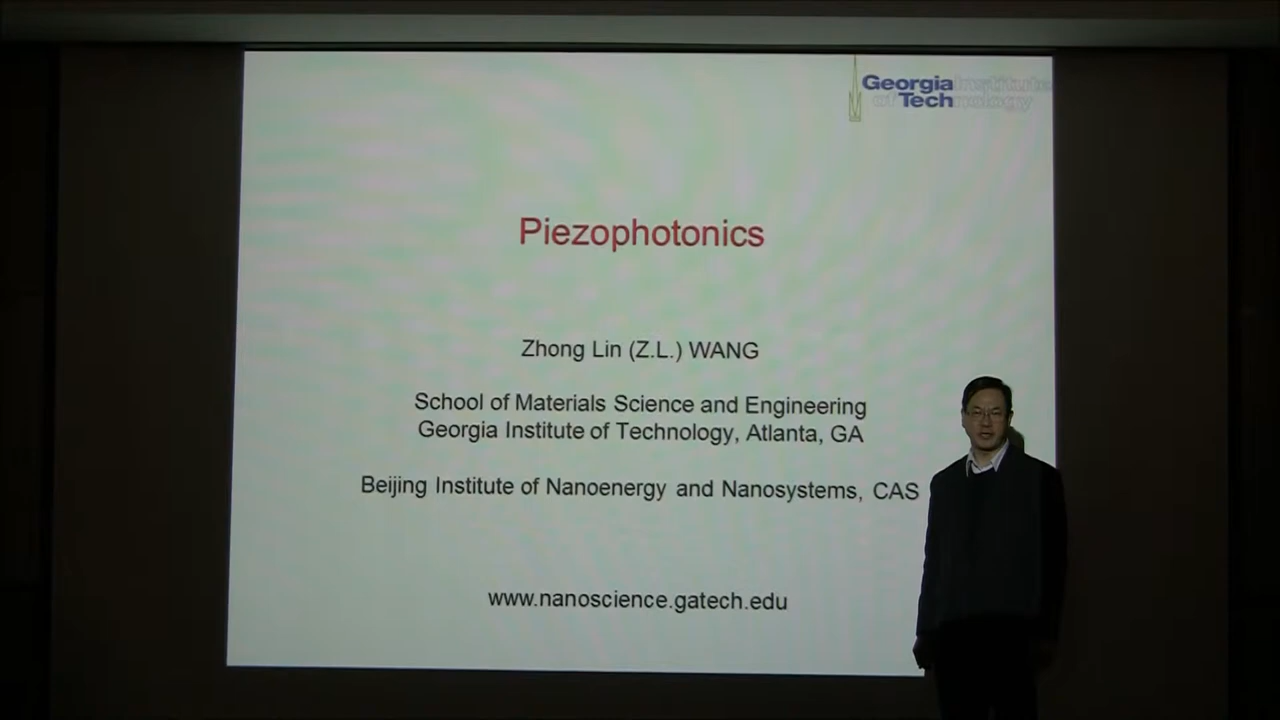 Georgia Institute
of Technology
Piezophotonics
Zhong Lin (Z.L.) WANG
School of Materials Science and Engineering
Georgia Institute of Technology, Atlanta, GA
Beijing Institute of Nanoenergy and Nanosystems, CAS
www.nanoscience.gatech.edu